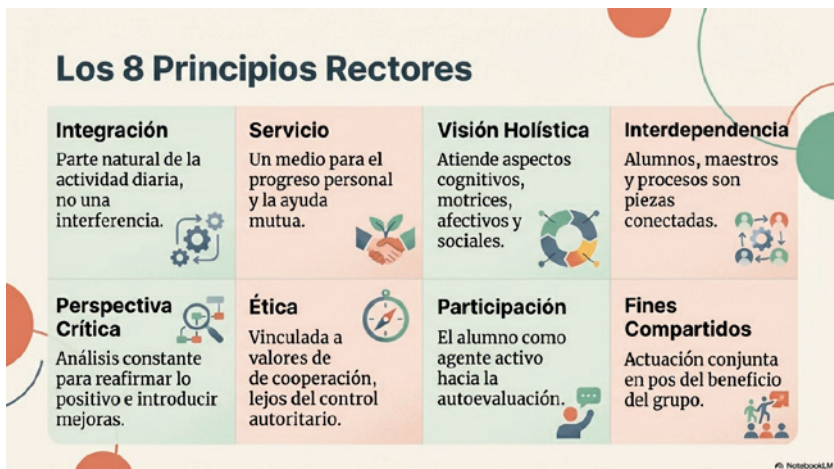 Los 8 Principios Rectores
Integración
Parte natural de la
actividad diaria,
no una
interferencia.
Servicio
Un medio para el
progreso personal
y la ayuda
mutua.
Visión Holística
Atiende aspectos
cognitivos,
motrices,
afectivos y
sociales.
Interdependencia
Alumnos, maestros
y procesos son
piezas
conectadas.
Perspectiva
Crítica
Análisis constante
para reafirmar lo
positivo e introducir
mejoras.
Ética
Vinculada a
valores de
de cooperación,
lejos del control
autoritario.
Participación
El alumno como
agente activo
hacia la
autoevaluación.
Fines
Compartidos
Actuación conjunta
en pos del beneficio
del grupo.
NotebookLM